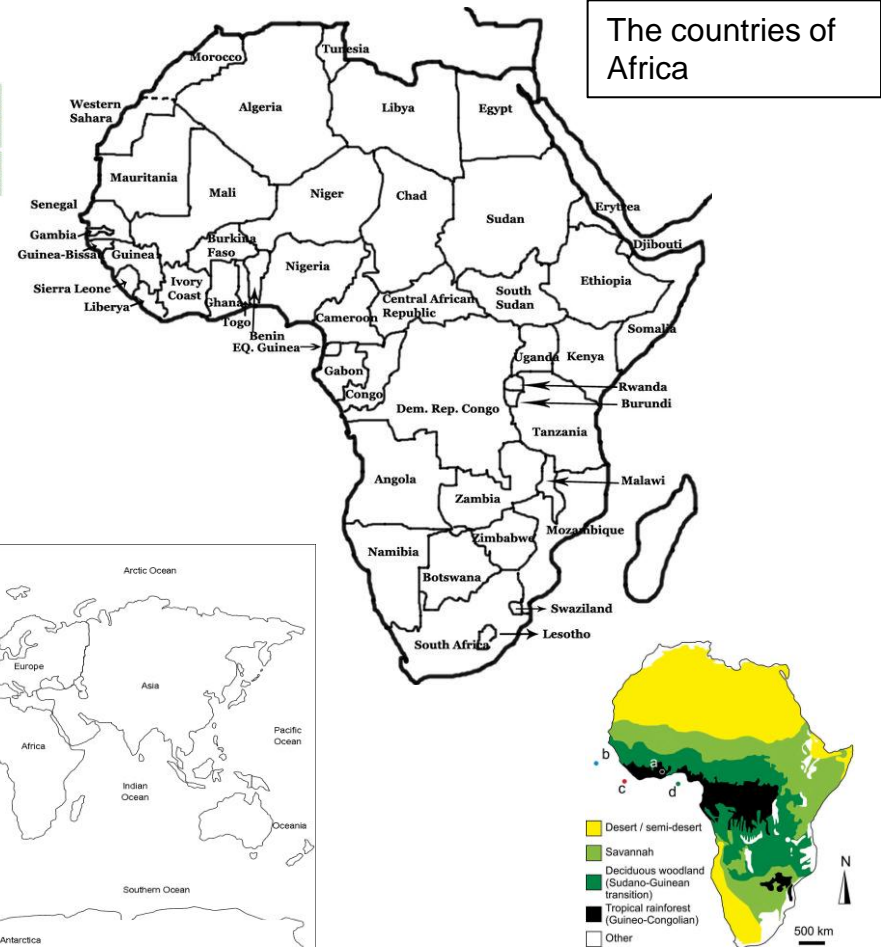 The countries of
Africa
Tunisia
Morocco
Western
Sahara
Algeria
Libya
Egypt
Mauritania
Mali
Niger
Chad
Sudan
Erytrea
Senegal
Gambia
Djibouti
Guinea-Bissau
Guinea
Burkina
Faso
Nigeria
Ethiopia
Sierra Leone
Ivory
Coast
Liberya
Ghana
Togo
Benin
Cameroon
Central African
Republic
South
Sudan
Somalia
EQ. Guinea
Uganda
Kenya
Gabon
Congo
Dem. Rep. Congo
Rwanda
Burundi
Tanzania
Angola
Zambia
Malawi
Mozambique
Namibia
Zimbabwe
Botswana
Swaziland
South Africa
Lesotho
Arctic Ocean
Europe
Asia
Africa
Pacific
Ocean
Indian
Ocean
Oceania
Southern Ocean
Antarctica
b
a
c
d
Desert / semi-desert
Savannah
Deciduous woodland
(Sudano-Guinean
transition)
Tropical rainforest
(Guineo-Congolian)
Other
N
500 km